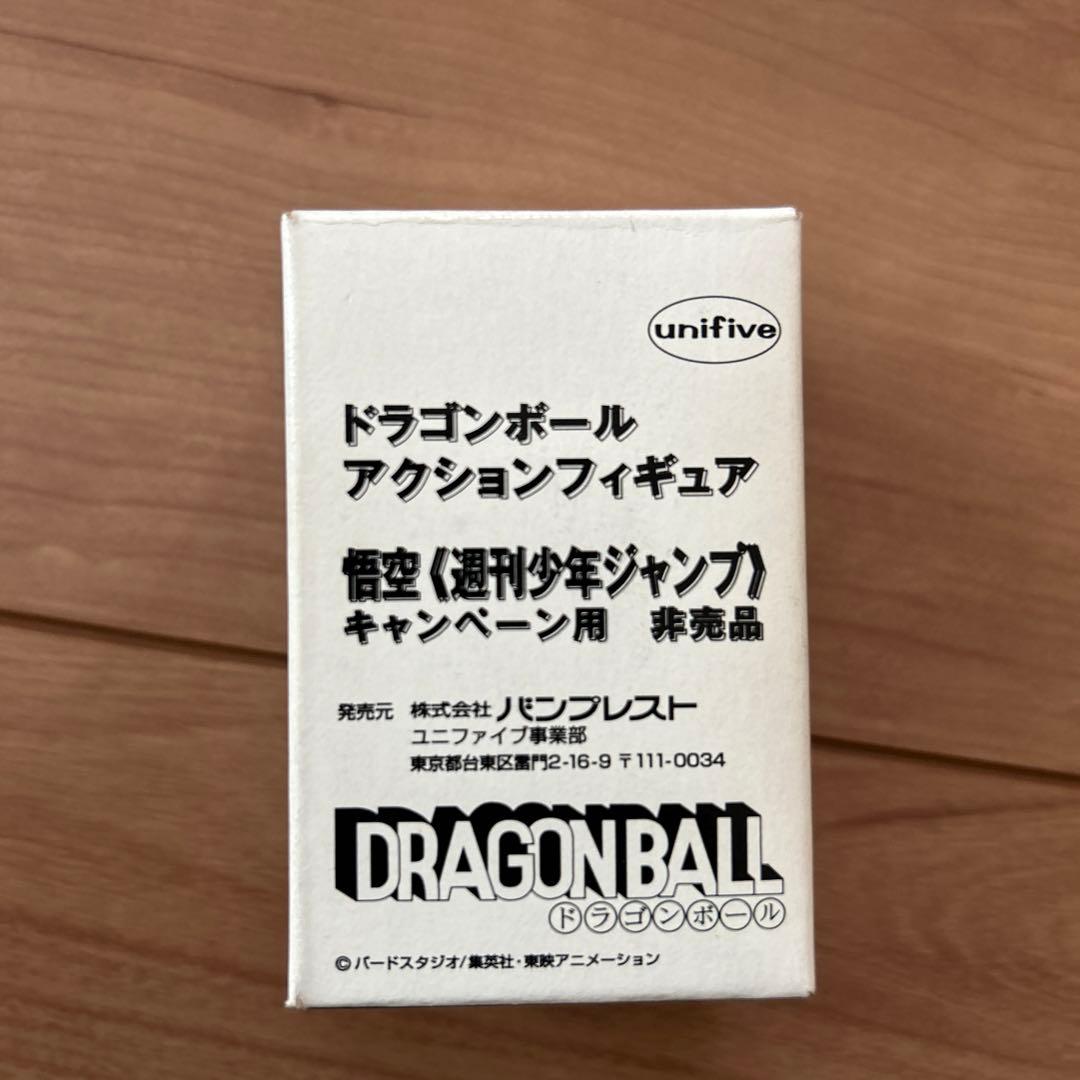 unifive
ドラゴンボール
アクションフィギュア
悟空《週刊少年ジャンプ》
キャンペーン用 非売品
発売元 株式会社 バンプレスト
ユニファイブ事業部
東京都台東区雷門2-16-9 〒111-0034
DRAGON BALL
ドラゴンボール
©バードスタジオ/集英社・東映アニメーション